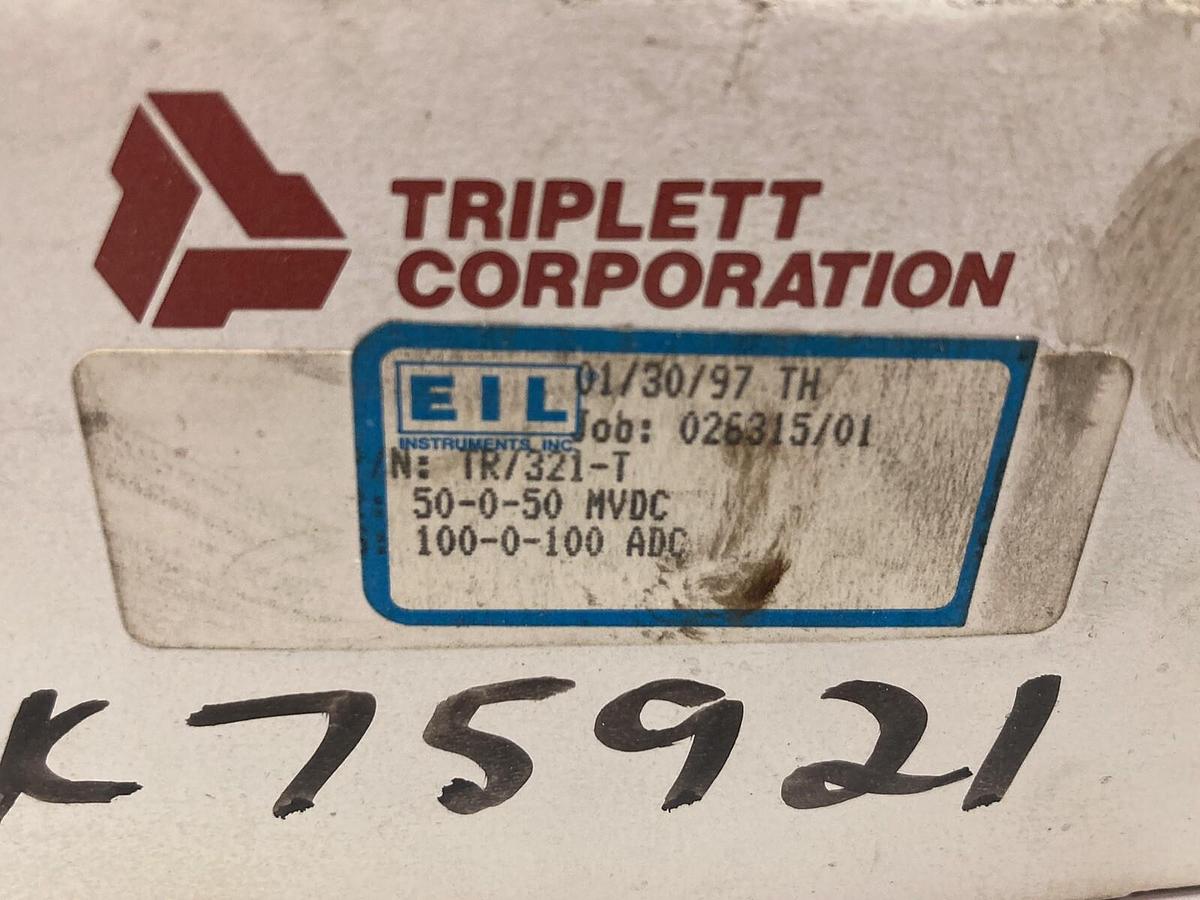 TRIPLETT
CORPORATION
EIL 01/30/97 TH
INSTRUMENTS, INC. Job: 026315/01
N: TR/321-T
50-0-50 MVDC
100-0-100 ADC
K75921